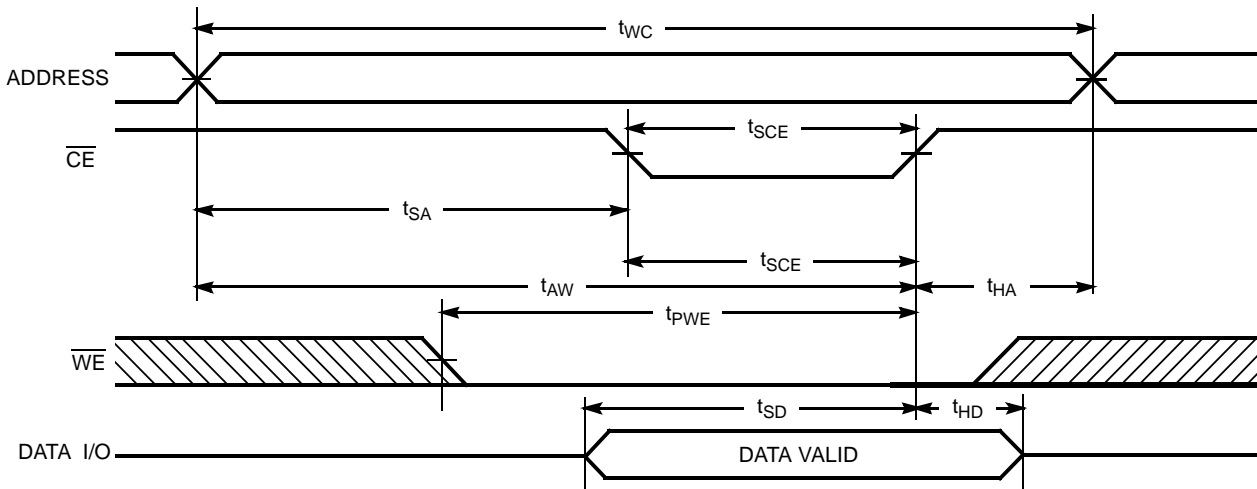 tWC
ADDRESS
tSCE
CE
tSA
tSCE
tAW
tHA
tPWE
WE
tSD
tHD
DATA I/O
DATA VALID